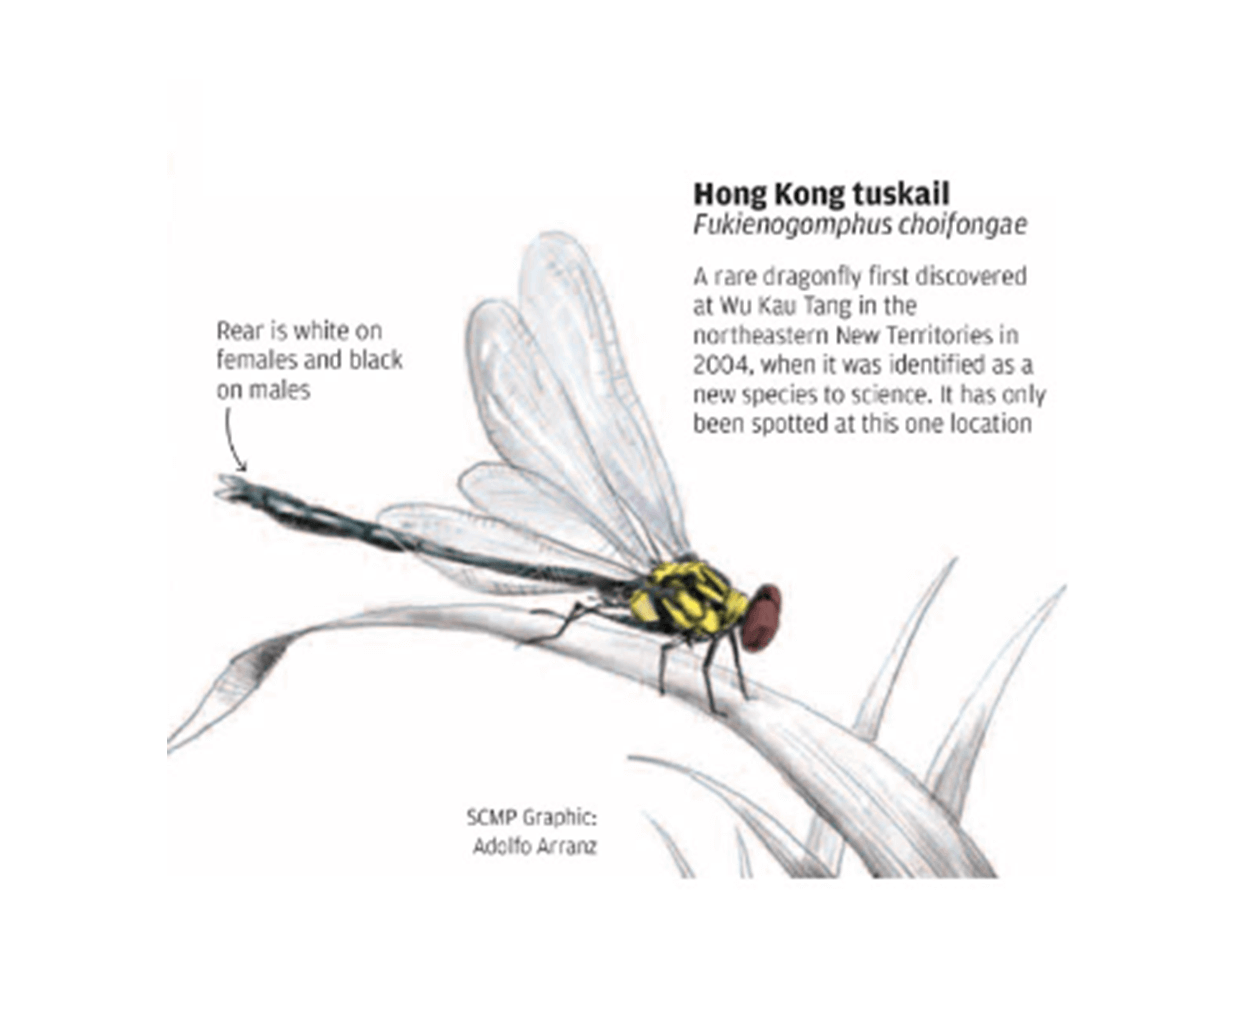 Hong Kong tuskail
Fukienogomphus choifongae
A rare dragonfly first discovered
at Wu Kau Tang in the
northeastern New Territories in
2004, when it was identified as a
new species to science. It has only
been spotted at this one location
Rear is white on
females and black
on males
SCMP Graphic:
Adolfo Arranz